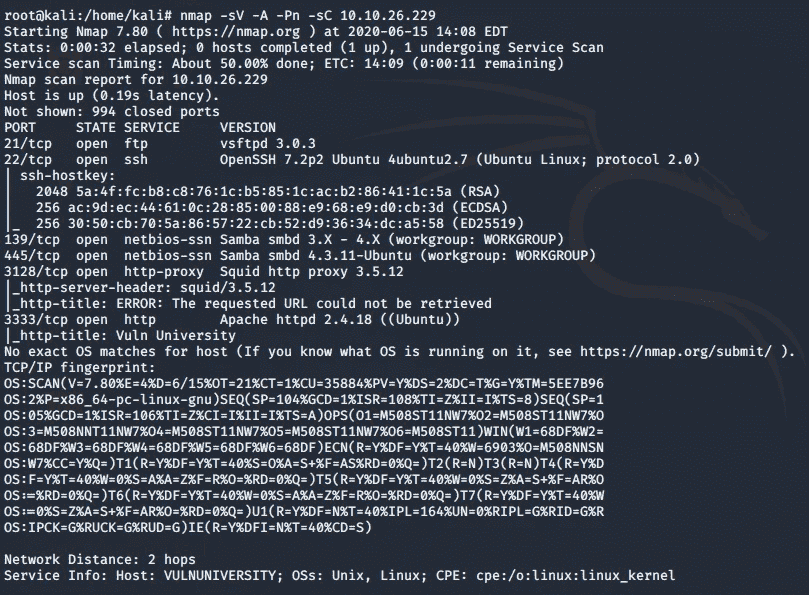 root@kali:/home/kali# nmap -sV -A -Pn -sC 10.10.26.229
Starting Nmap 7.80 ( https://nmap.org ) at 2020-06-15 14:08 EDT
Stats: 0:00:32 elapsed; 0 hosts completed (1 up), 1 undergoing Service Scan
Service scan Timing: About 50.00% done; ETC: 14:09 (0:00:11 remaining)
Nmap scan report for 10.10.26.229
Host is up (0.19s latency).
Not shown: 994 closed ports
PORT     STATE SERVICE     VERSION
21/tcp   open  ftp         vsftpd 3.0.3
22/tcp   open  ssh         OpenSSH 7.2p2 Ubuntu 4ubuntu2.7 (Ubuntu Linux; protocol 2.0)
| ssh-hostkey:
|   2048 5a:4f:fc:b8:c8:76:1c:b5:85:1c:ac:b2:86:41:1c:5a (RSA)
|   256 ac:9d:ec:44:61:0c:28:85:00:88:e9:68:e9:d0:cb:3d (ECDSA)
|_  256 30:50:cb:70:5a:86:57:22:cb:52:d9:36:34:dc:a5:58 (ED25519)
139/tcp  open  netbios-ssn Samba smbd 3.X - 4.X (workgroup: WORKGROUP)
445/tcp  open  netbios-ssn Samba smbd 4.3.11-Ubuntu (workgroup: WORKGROUP)
3128/tcp open  http-proxy  Squid http proxy 3.5.12
|_http-server-header: squid/3.5.12
|_http-title: ERROR: The requested URL could not be retrieved
3333/tcp open  http        Apache httpd 2.4.18 ((Ubuntu))
|_http-title: Vuln University
No exact OS matches for host (If you know what OS is running on it, see https://nmap.org/submit/ ).
TCP/IP fingerprint:
OS:SCAN(V=7.80%E=4%D=6/15%OT=21%CT=1%CU=35884%PV=Y%DS=2%DC=T%G=Y%TM=5EE7B96
OS:2%P=x86_64-pc-linux-gnu)SEQ(SP=104%GCD=1%ISR=108%TI=Z%II=I%TS=8)SEQ(SP=1
OS:05%GCD=1%ISR=106%TI=Z%CI=I%II=I%TS=A)OPS(O1=M508ST11NW7%O2=M508ST11NW7%O
OS:3=M508NNT11NW7%O4=M508ST11NW7%O5=M508ST11NW7%O6=M508ST11)WIN(W1=68DF%W2=
OS:68DF%W3=68DF%W4=68DF%W5=68DF%W6=68DF)ECN(R=Y%DF=Y%T=40%W=6903%O=M508NNSN
OS:W7%CC=Y%Q=)T1(R=Y%DF=Y%T=40%S=O%A=S+%F=AS%RD=0%Q=)T2(R=N)T3(R=N)T4(R=Y%D
OS:F=Y%T=40%W=0%S=A%A=Z%F=R%O=%RD=0%Q=)T5(R=Y%DF=Y%T=40%W=0%S=Z%A=S+%F=AR%O
OS:=%RD=0%Q=)T6(R=Y%DF=Y%T=40%W=0%S=A%A=Z%F=R%O=%RD=0%Q=)T7(R=Y%DF=Y%T=40%W
OS:=0%S=Z%A=S+%F=AR%O=%RD=0%Q=)U1(R=Y%DF=N%T=40%IPL=164%UN=0%RIPL=G%RID=G%R
OS:IPCK=G%RUCK=G%RUD=G)IE(R=Y%DFI=N%T=40%CD=S)
Network Distance: 2 hops
Service Info: Host: VULNUNIVERSITY; OSs: Unix, Linux; CPE: cpe:/o:linux:linux_kernel